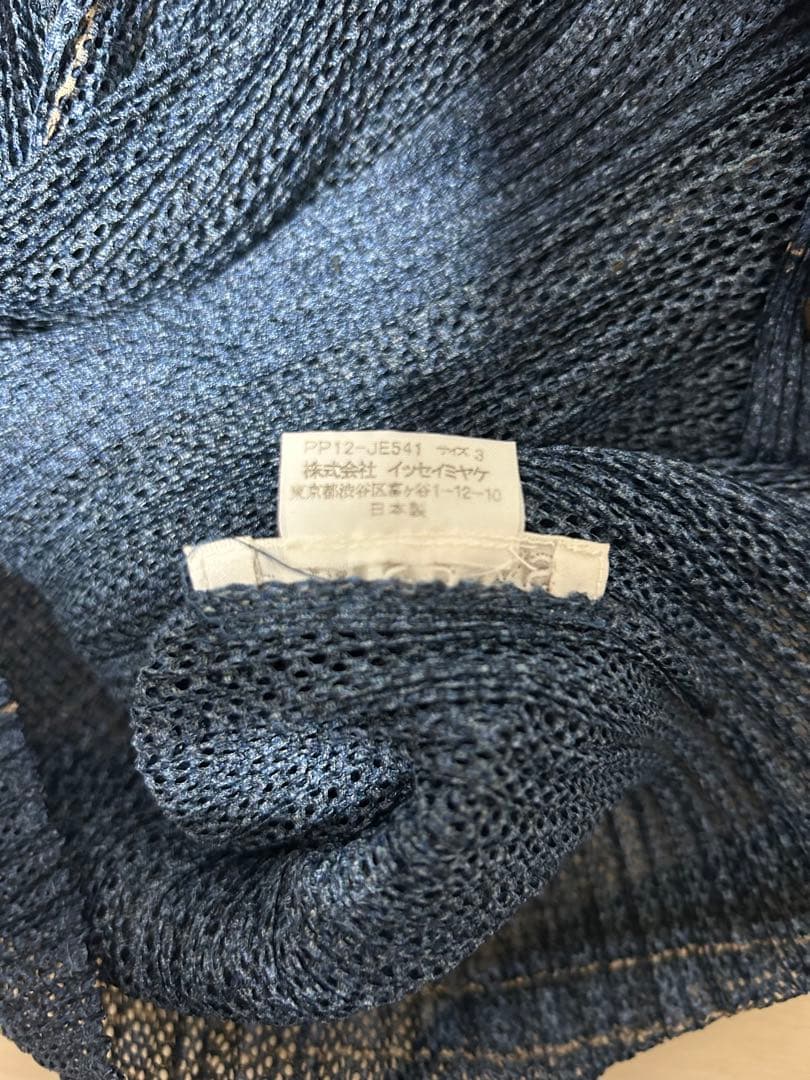 PP12-JE541 サイズ 3
株式会社 イッセイミヤケ
東京都渋谷区富ヶ谷1-12-10
日本製